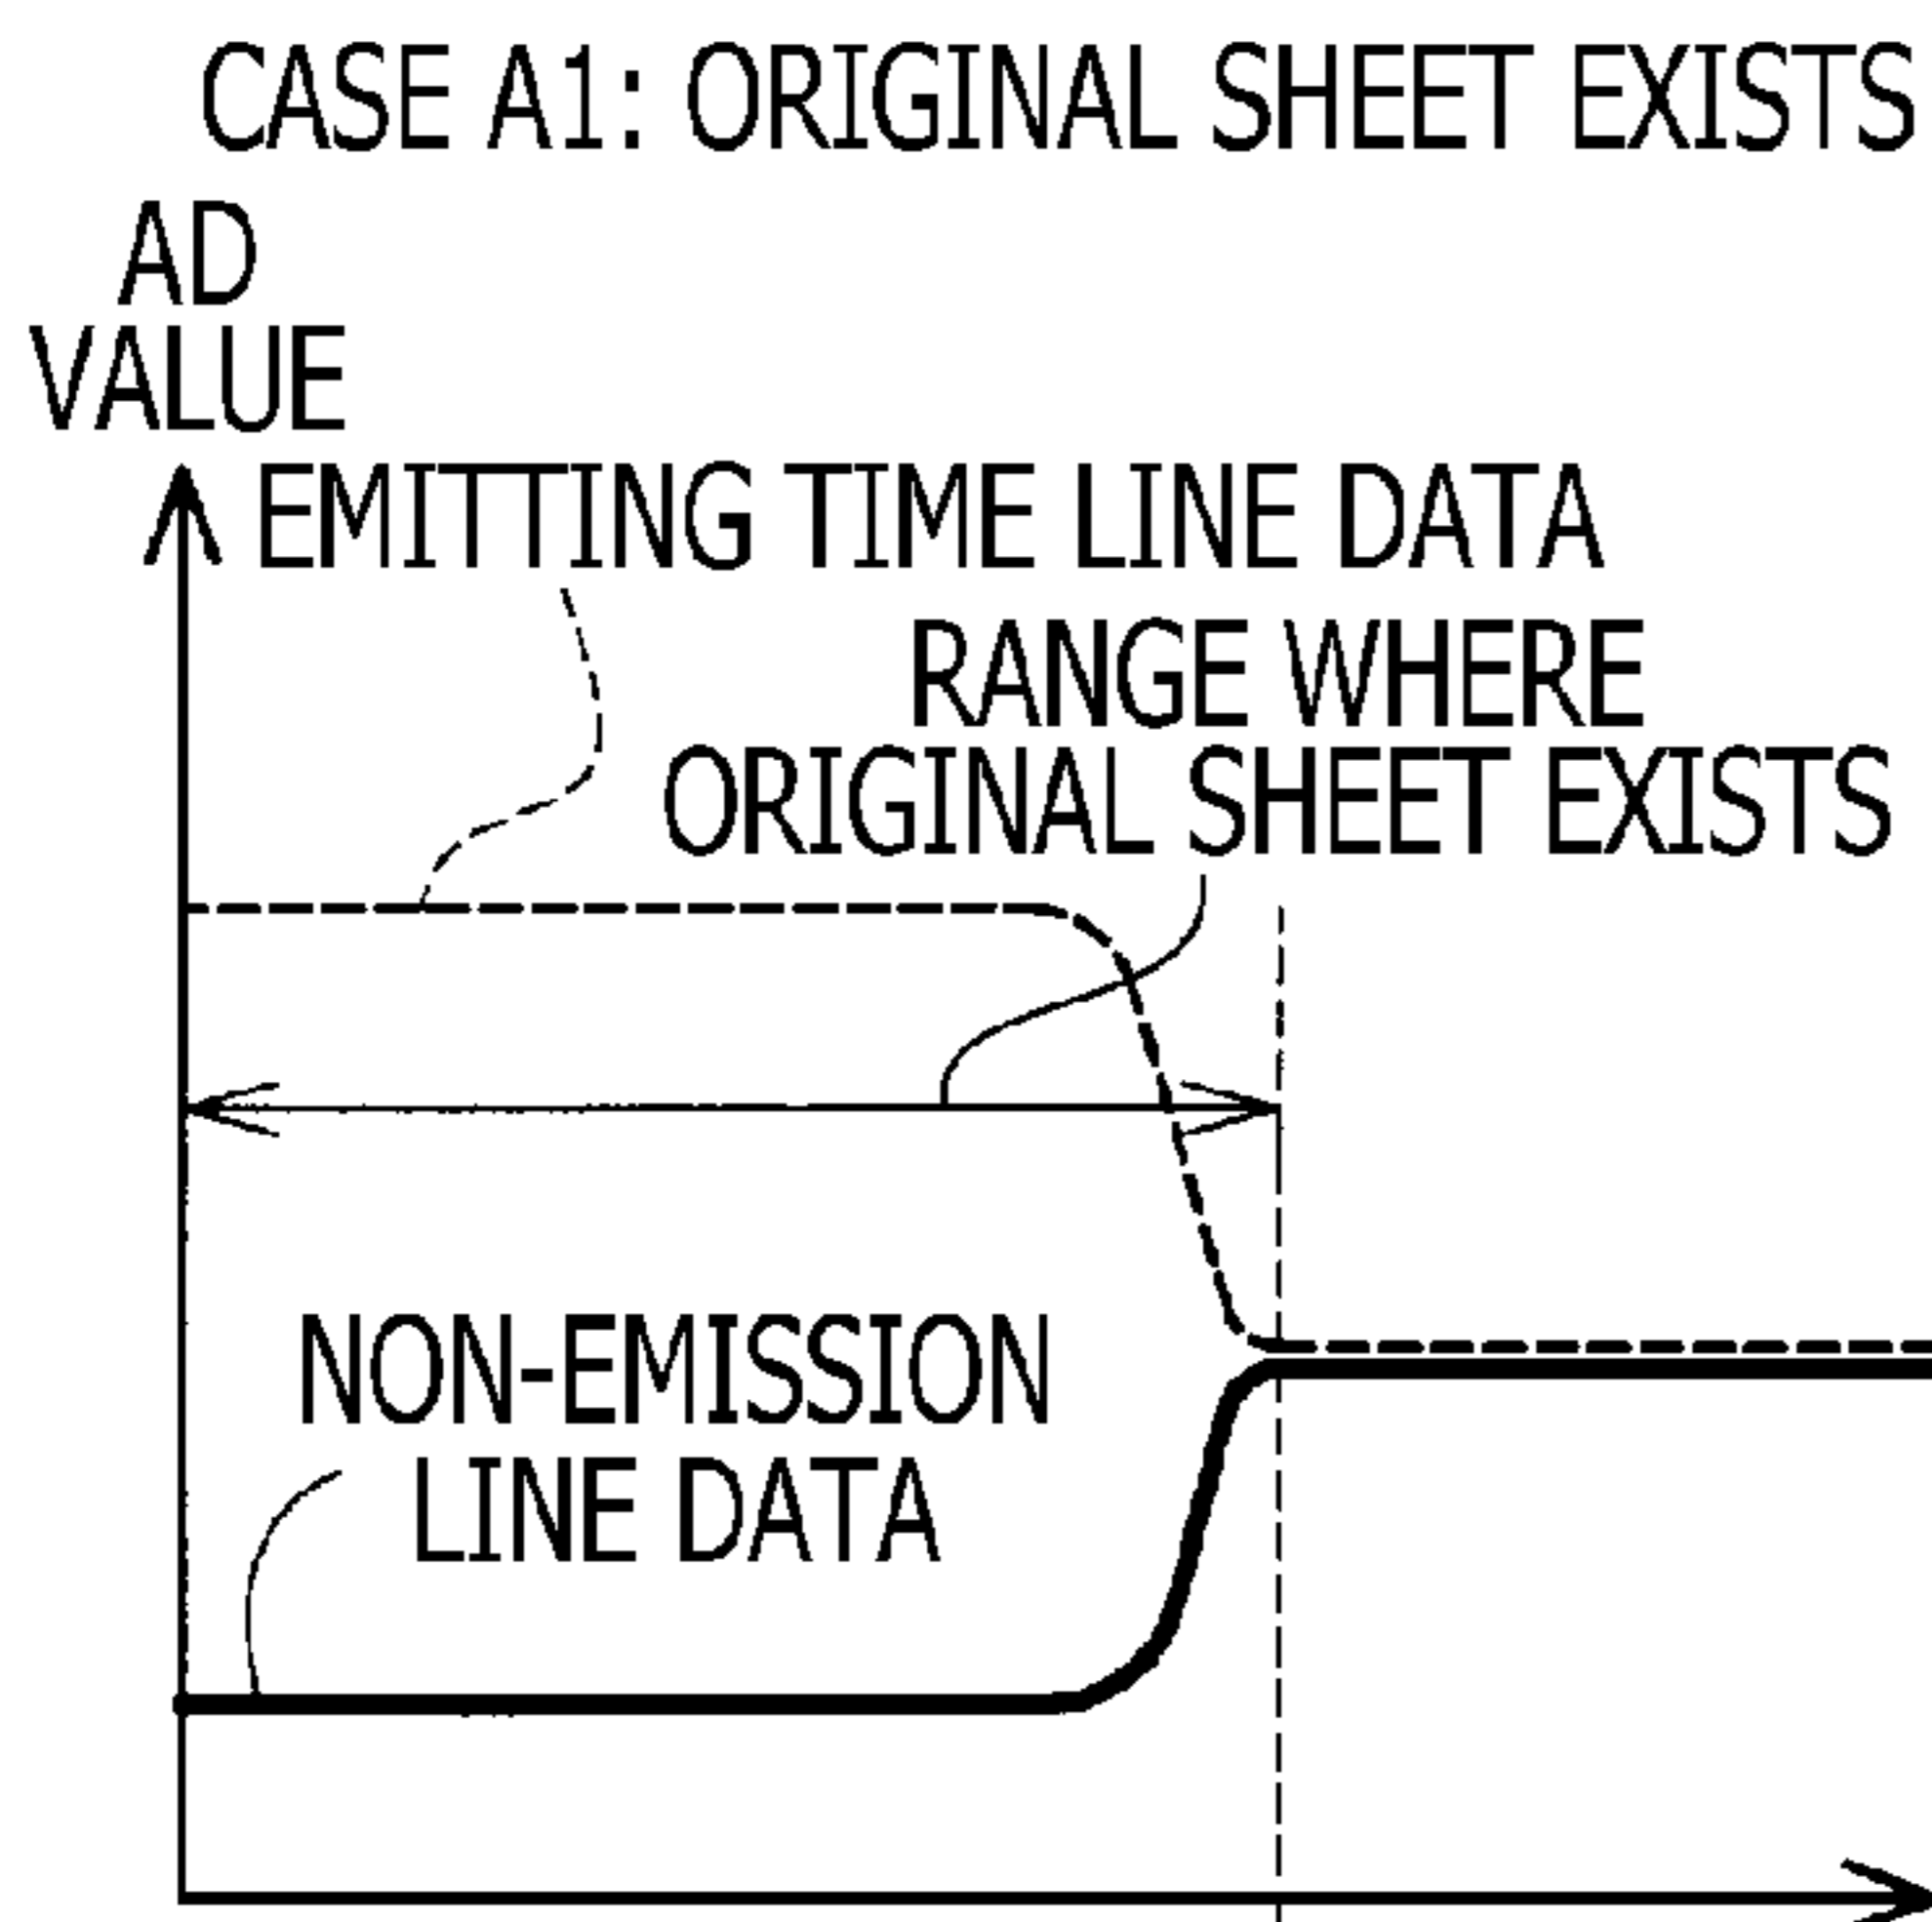 CASE A1: ORIGINAL SHEET EXISTS
AD
VALUE
EMITTING TIME LINE DATA
RANGE WHERE
ORIGINAL SHEET EXISTS
NON-EMISSION
LINE DATA